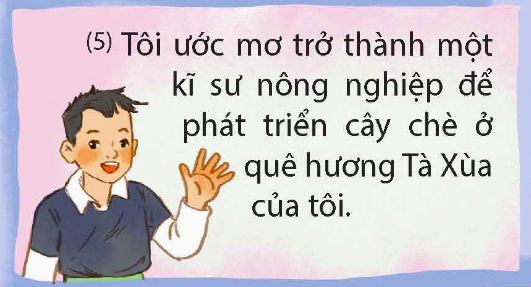 (5) Tôi ước mơ trở thành một
kĩ sư nông nghiệp để
phát triển cây chè ở
quê hương Tà Xùa
của tôi.